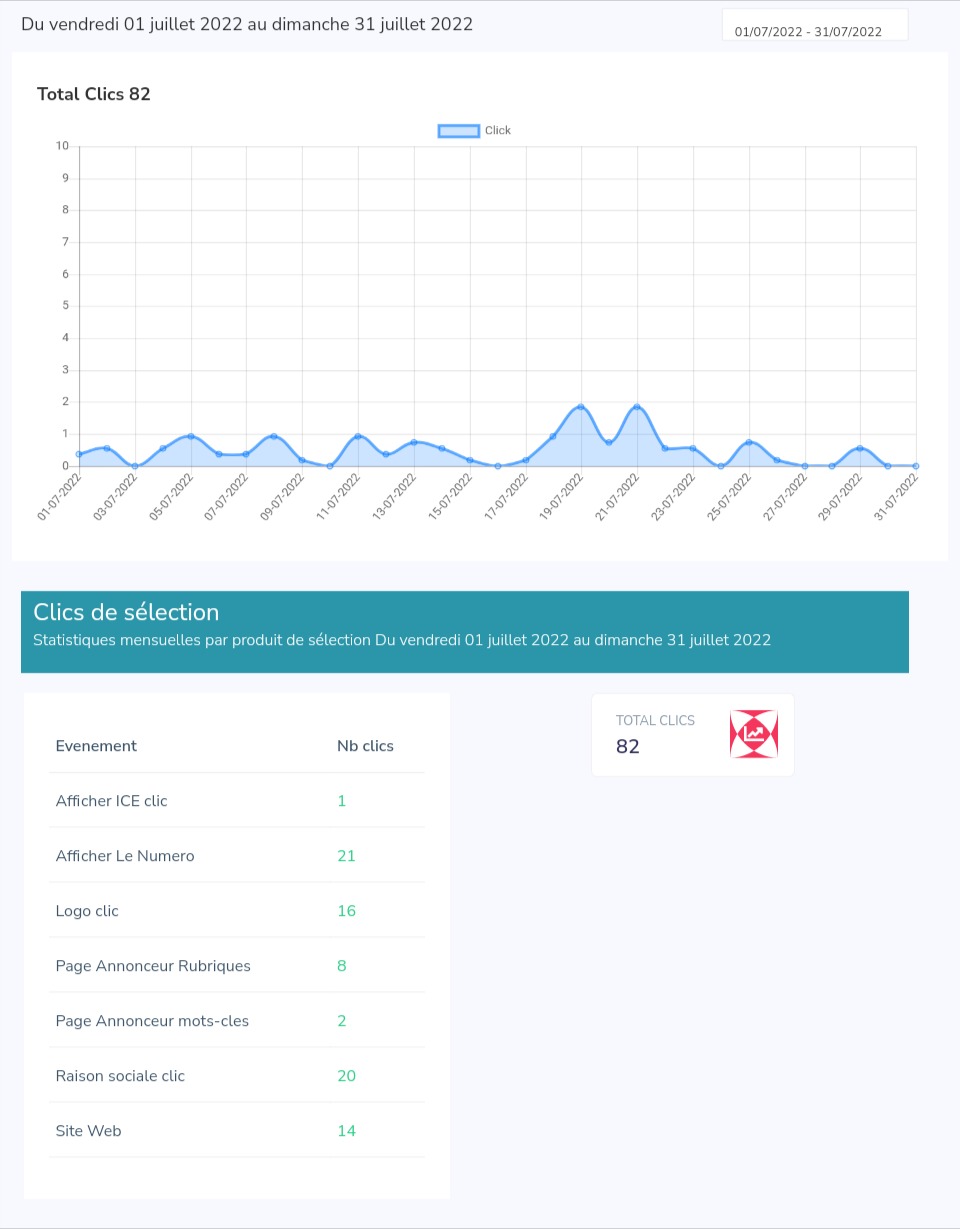 Du vendredi 01 juillet 2022 au dimanche 31 juillet 2022
01/07/2022 - 31/07/2022
Total Clics 82
Click
10
9
8
7
6
5
4
3
2
1
0
01-07-2022
03-07-2022
05-07-2022
07-07-2022
09-07-2022
11-07-2022
13-07-2022
15-07-2022
17-07-2022
19-07-2022
21-07-2022
23-07-2022
25-07-2022
27-07-2022
29-07-2022
31-07-2022
Clics de sélection
Statistiques mensuelles par produit de sélection Du vendredi 01 juillet 2022 au dimanche 31 juillet 2022
TOTAL CLICS
82
Evenement Nb clics
Afficher ICE clic 1
Afficher Le Numero 21
Logo clic 16
Page Annonceur Rubriques 8
Page Annonceur mots-cles 2
Raison sociale clic 20
Site Web 14